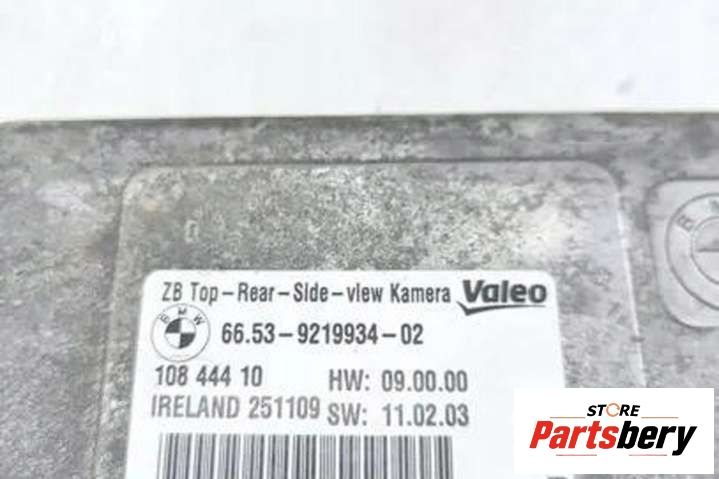 ZB Top-Rear-Side-view Kamera Valeo
BMW 66.53-9219934-02
108 444 10 HW: 09.00.00
IRELAND 251109 SW: 11.02.03
STORE
Partsbery